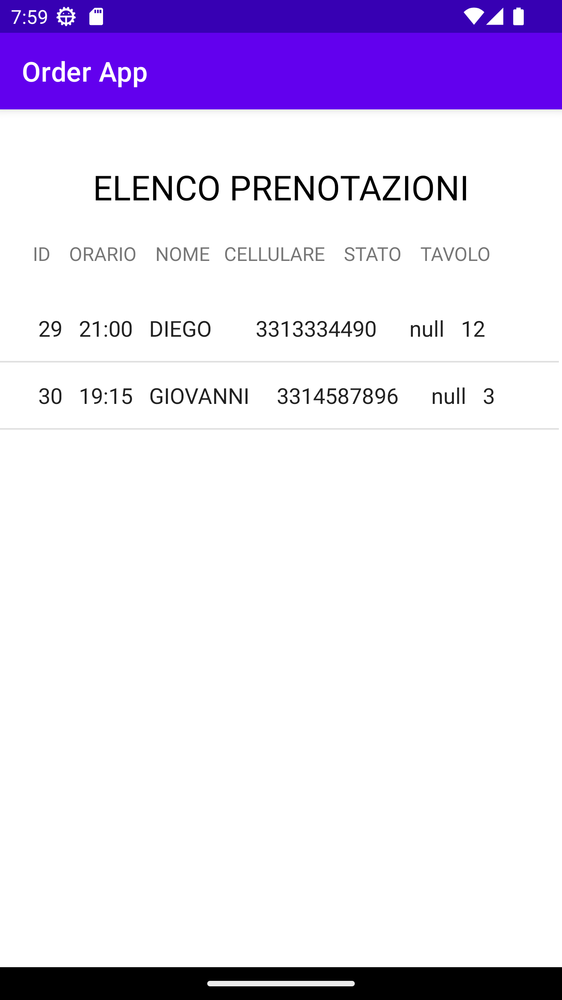 7:59
Order App
ELENCO PRENOTAZIONI
ID ORARIO NOME CELLULARE STATO TAVOLO
29 21:00 DIEGO 3313334490 null 12
30 19:15 GIOVANNI 3314587896 null 3